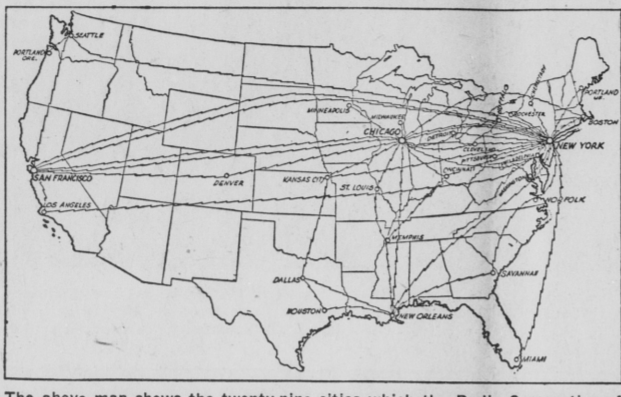 SEATTLE
PORTLAND
ORE.
PORTLAND
ME.
ROCHESTER
MINNEAPOLIS
BOSTON
CHICAGO
NEW YORK
CLEVELAND
PITTSBURGH
SAN FRANCISCO
DENVER
KANSAS CITY
ST. LOUIS
CINCINNATI
LOS ANGELES
NORFOLK
MEMPHIS
DALLAS
SAVANNAH
HOUSTON
NEW ORLEANS
MIAMI
The above map shows the twenty-nine cities which the Radio Corporation